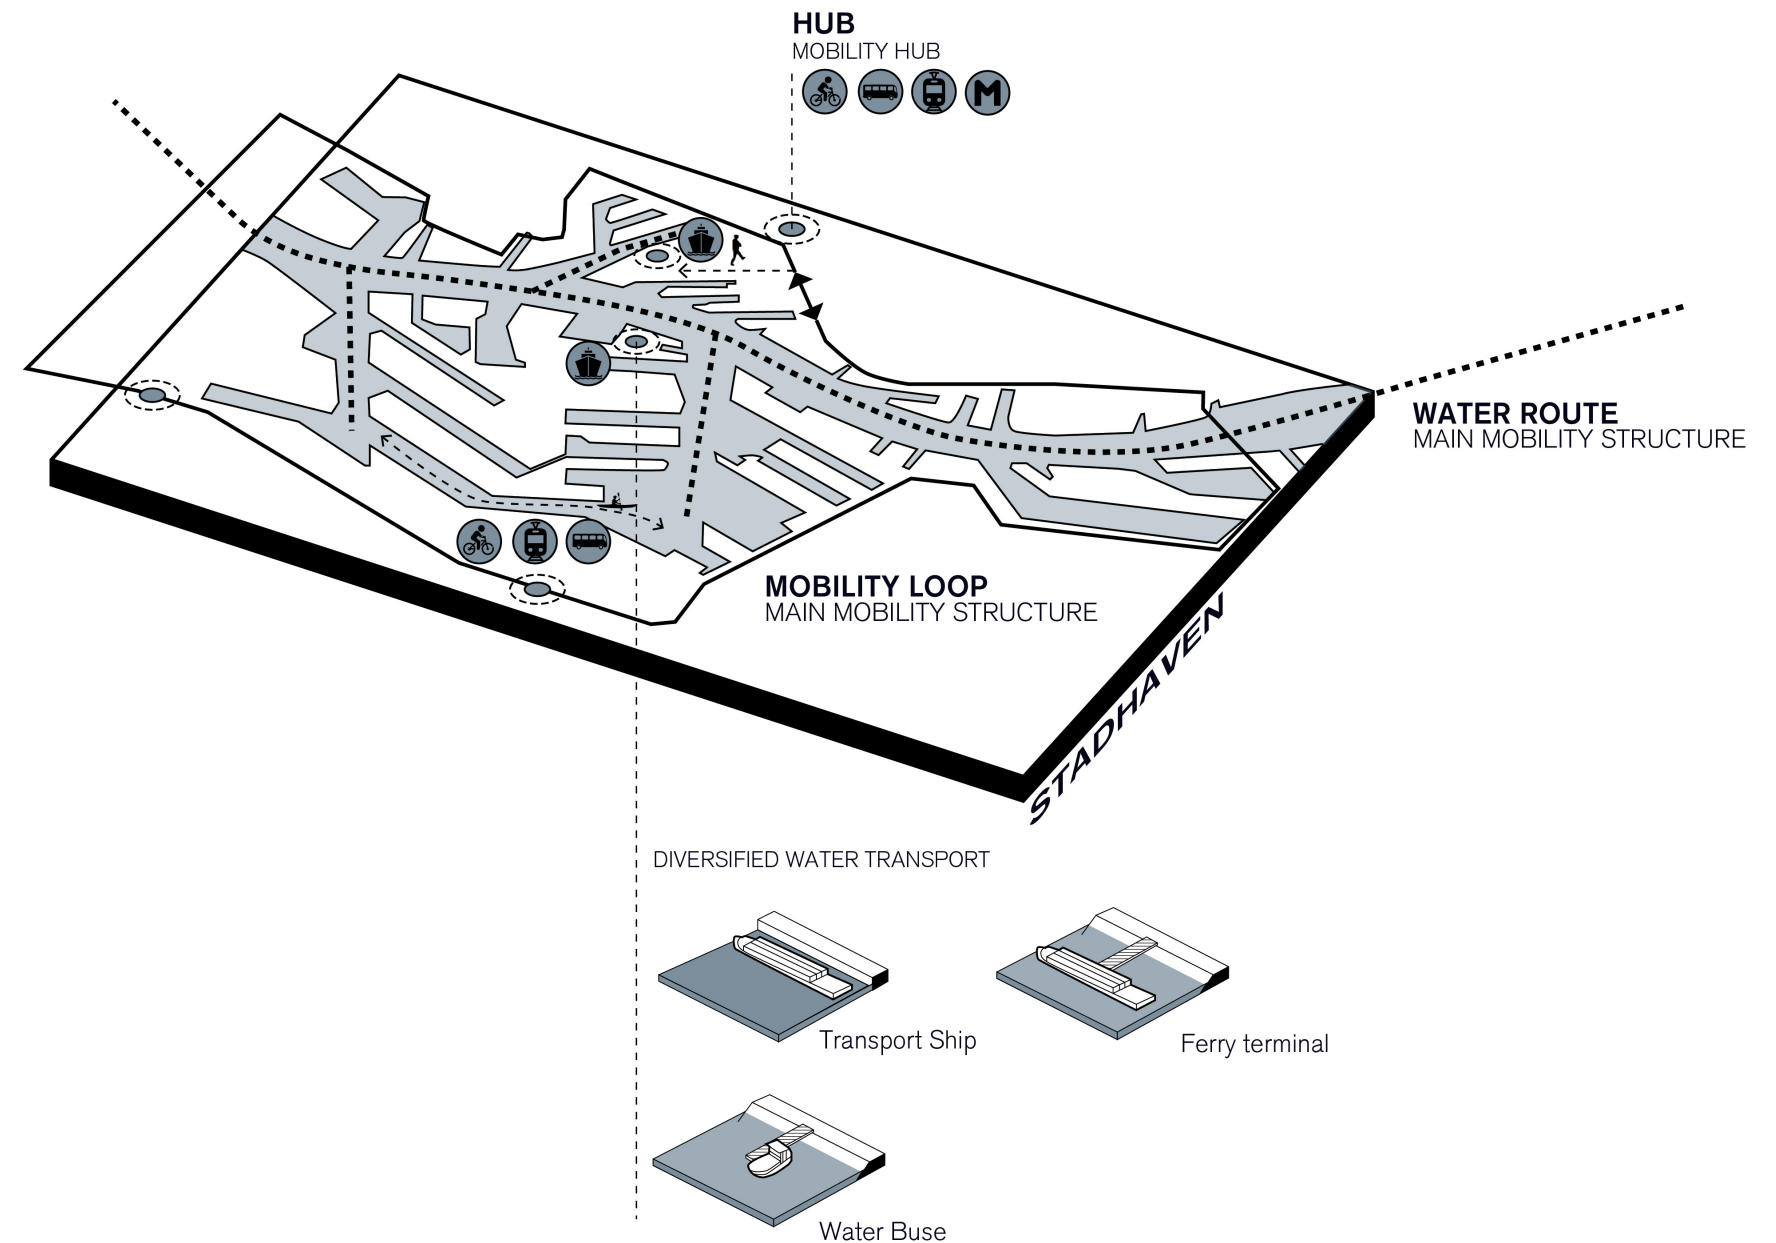 HUB
MOBILITY HUB
M
WATER ROUTE
MAIN MOBILITY STRUCTURE
MOBILITY LOOP
MAIN MOBILITY STRUCTURE
STADHAVEN
DIVERSIFIED WATER TRANSPORT
Transport Ship
Ferry terminal
Water Buse